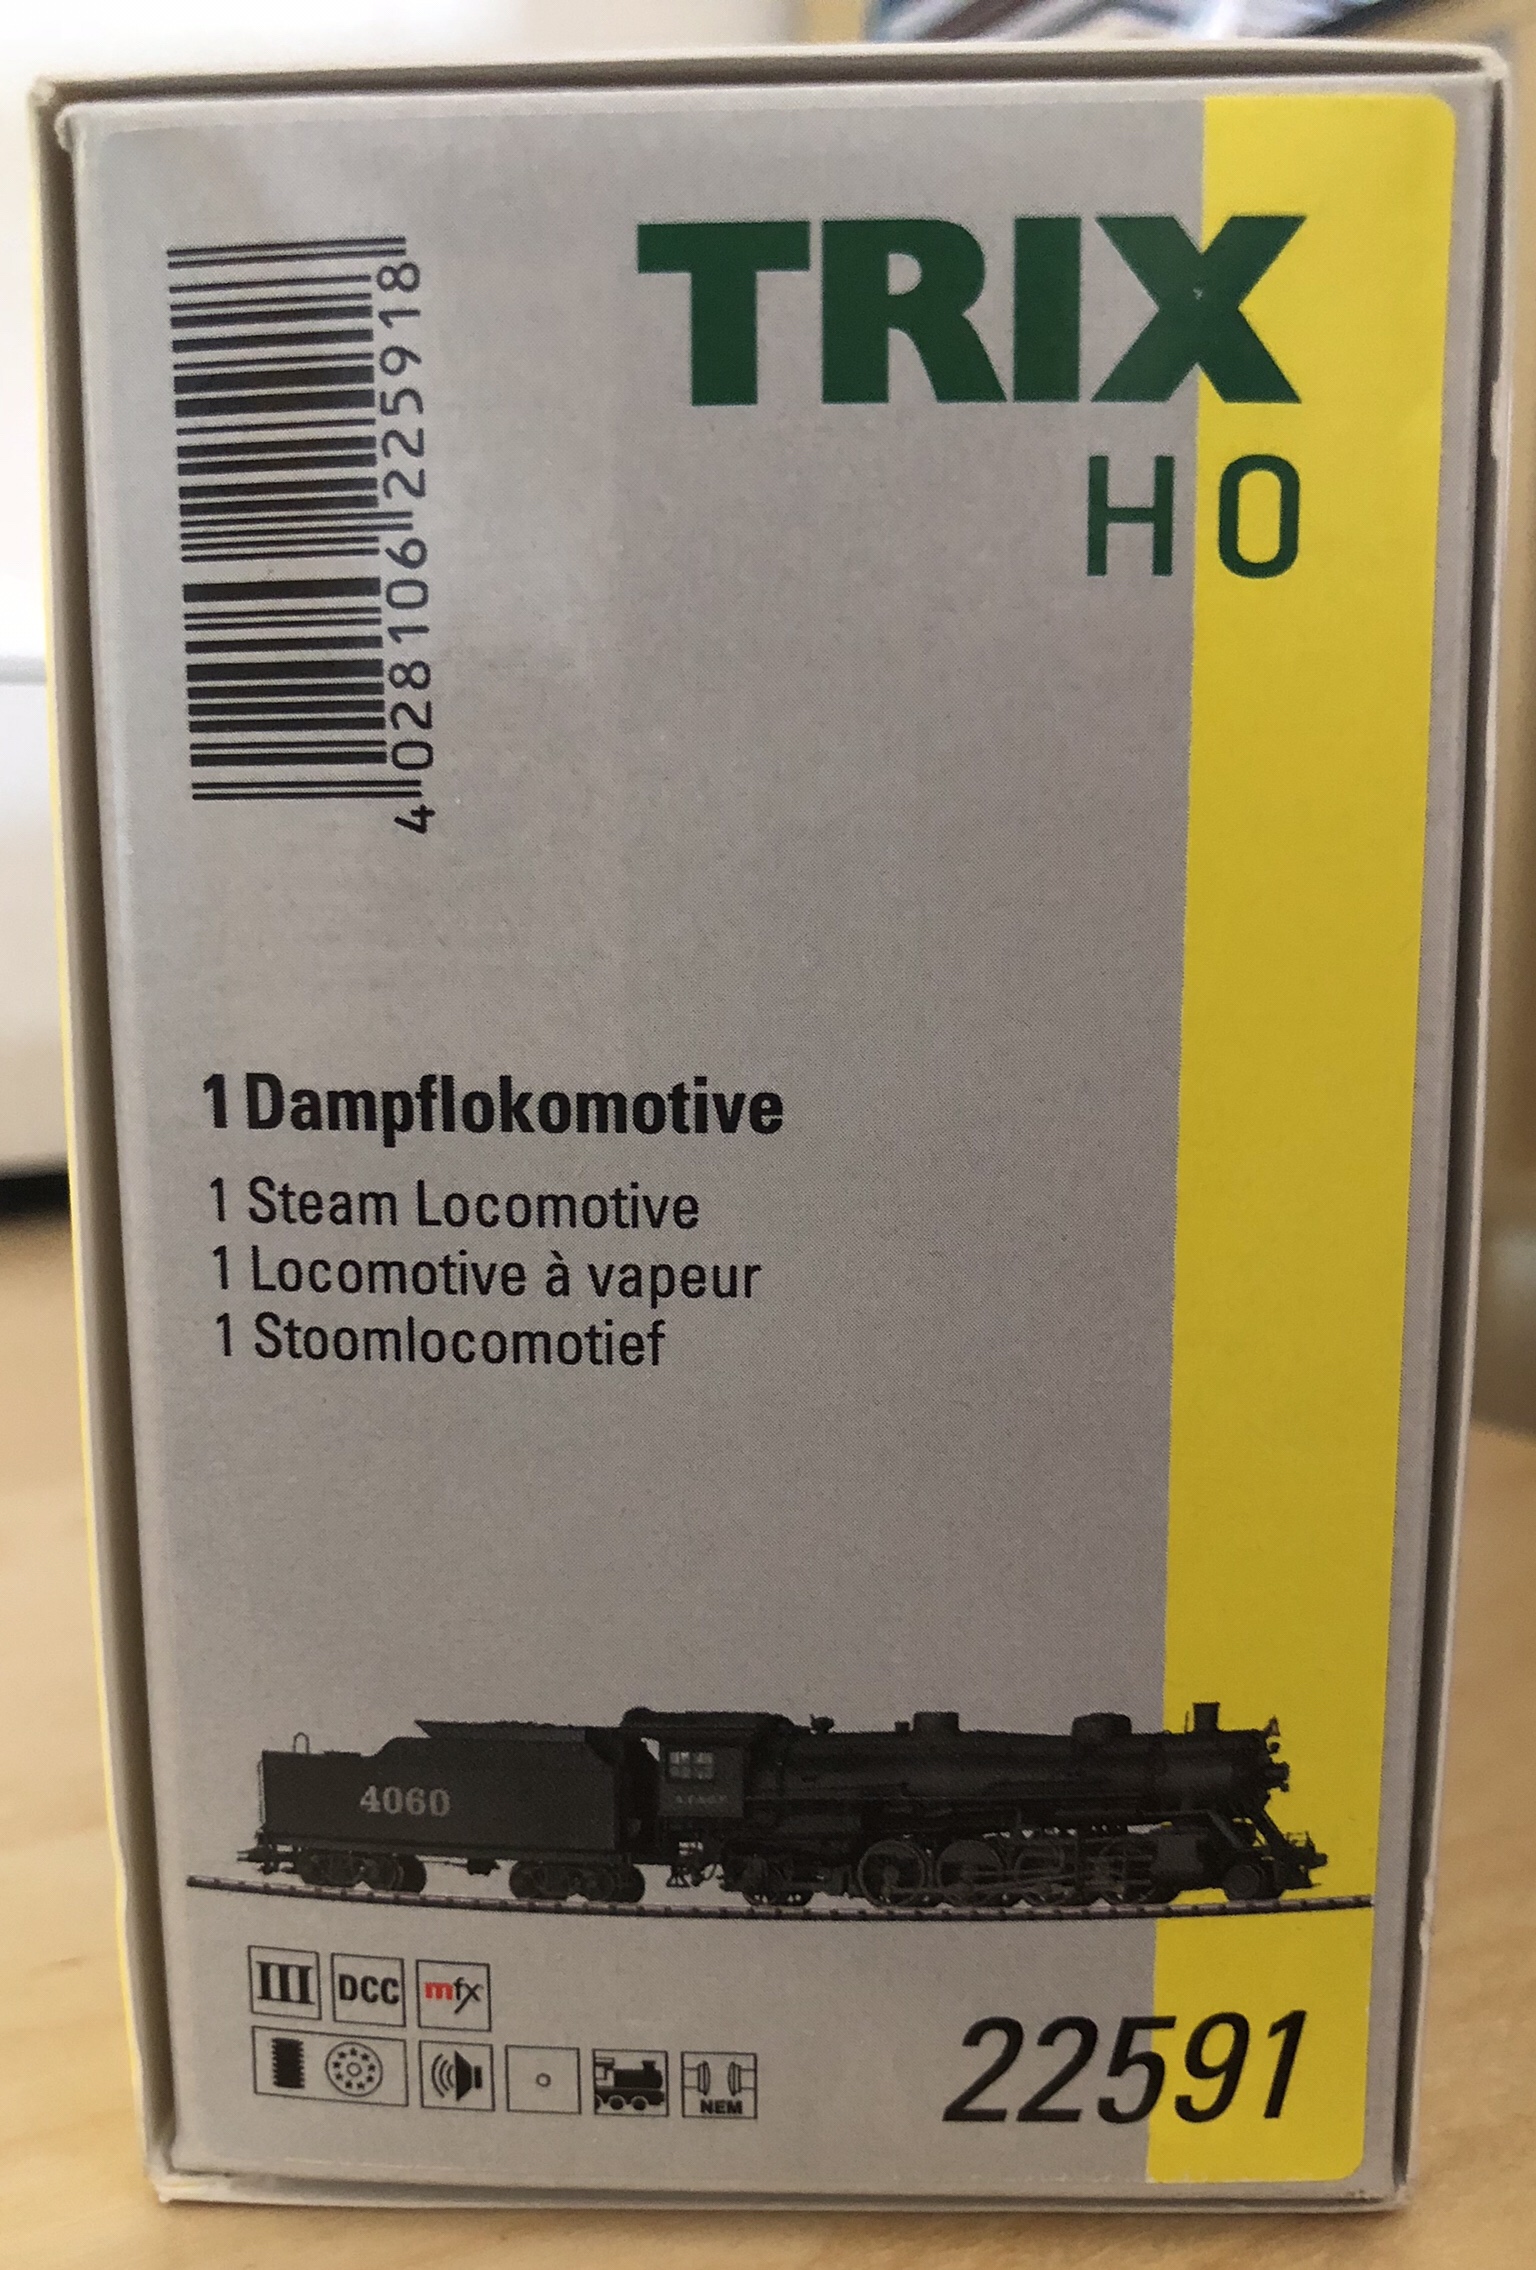 TRIX
H0
4 028106 225918
1 Dampflokomotive
1 Steam Locomotive
1 Locomotive à vapeur
1 Stoomlocomotief
4060
III DCC mfx
NEM
22591